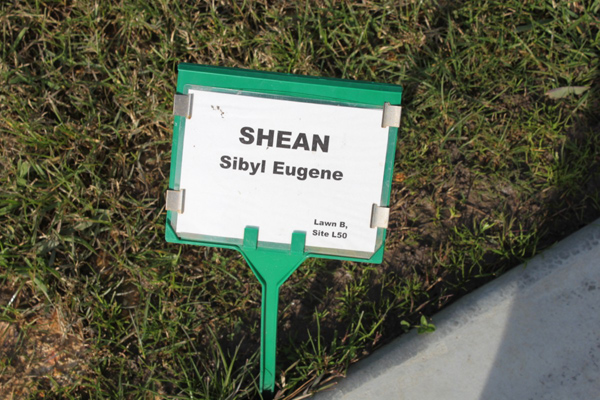 SHEAN
Sibyl Eugene
Lawn B,
Site L50